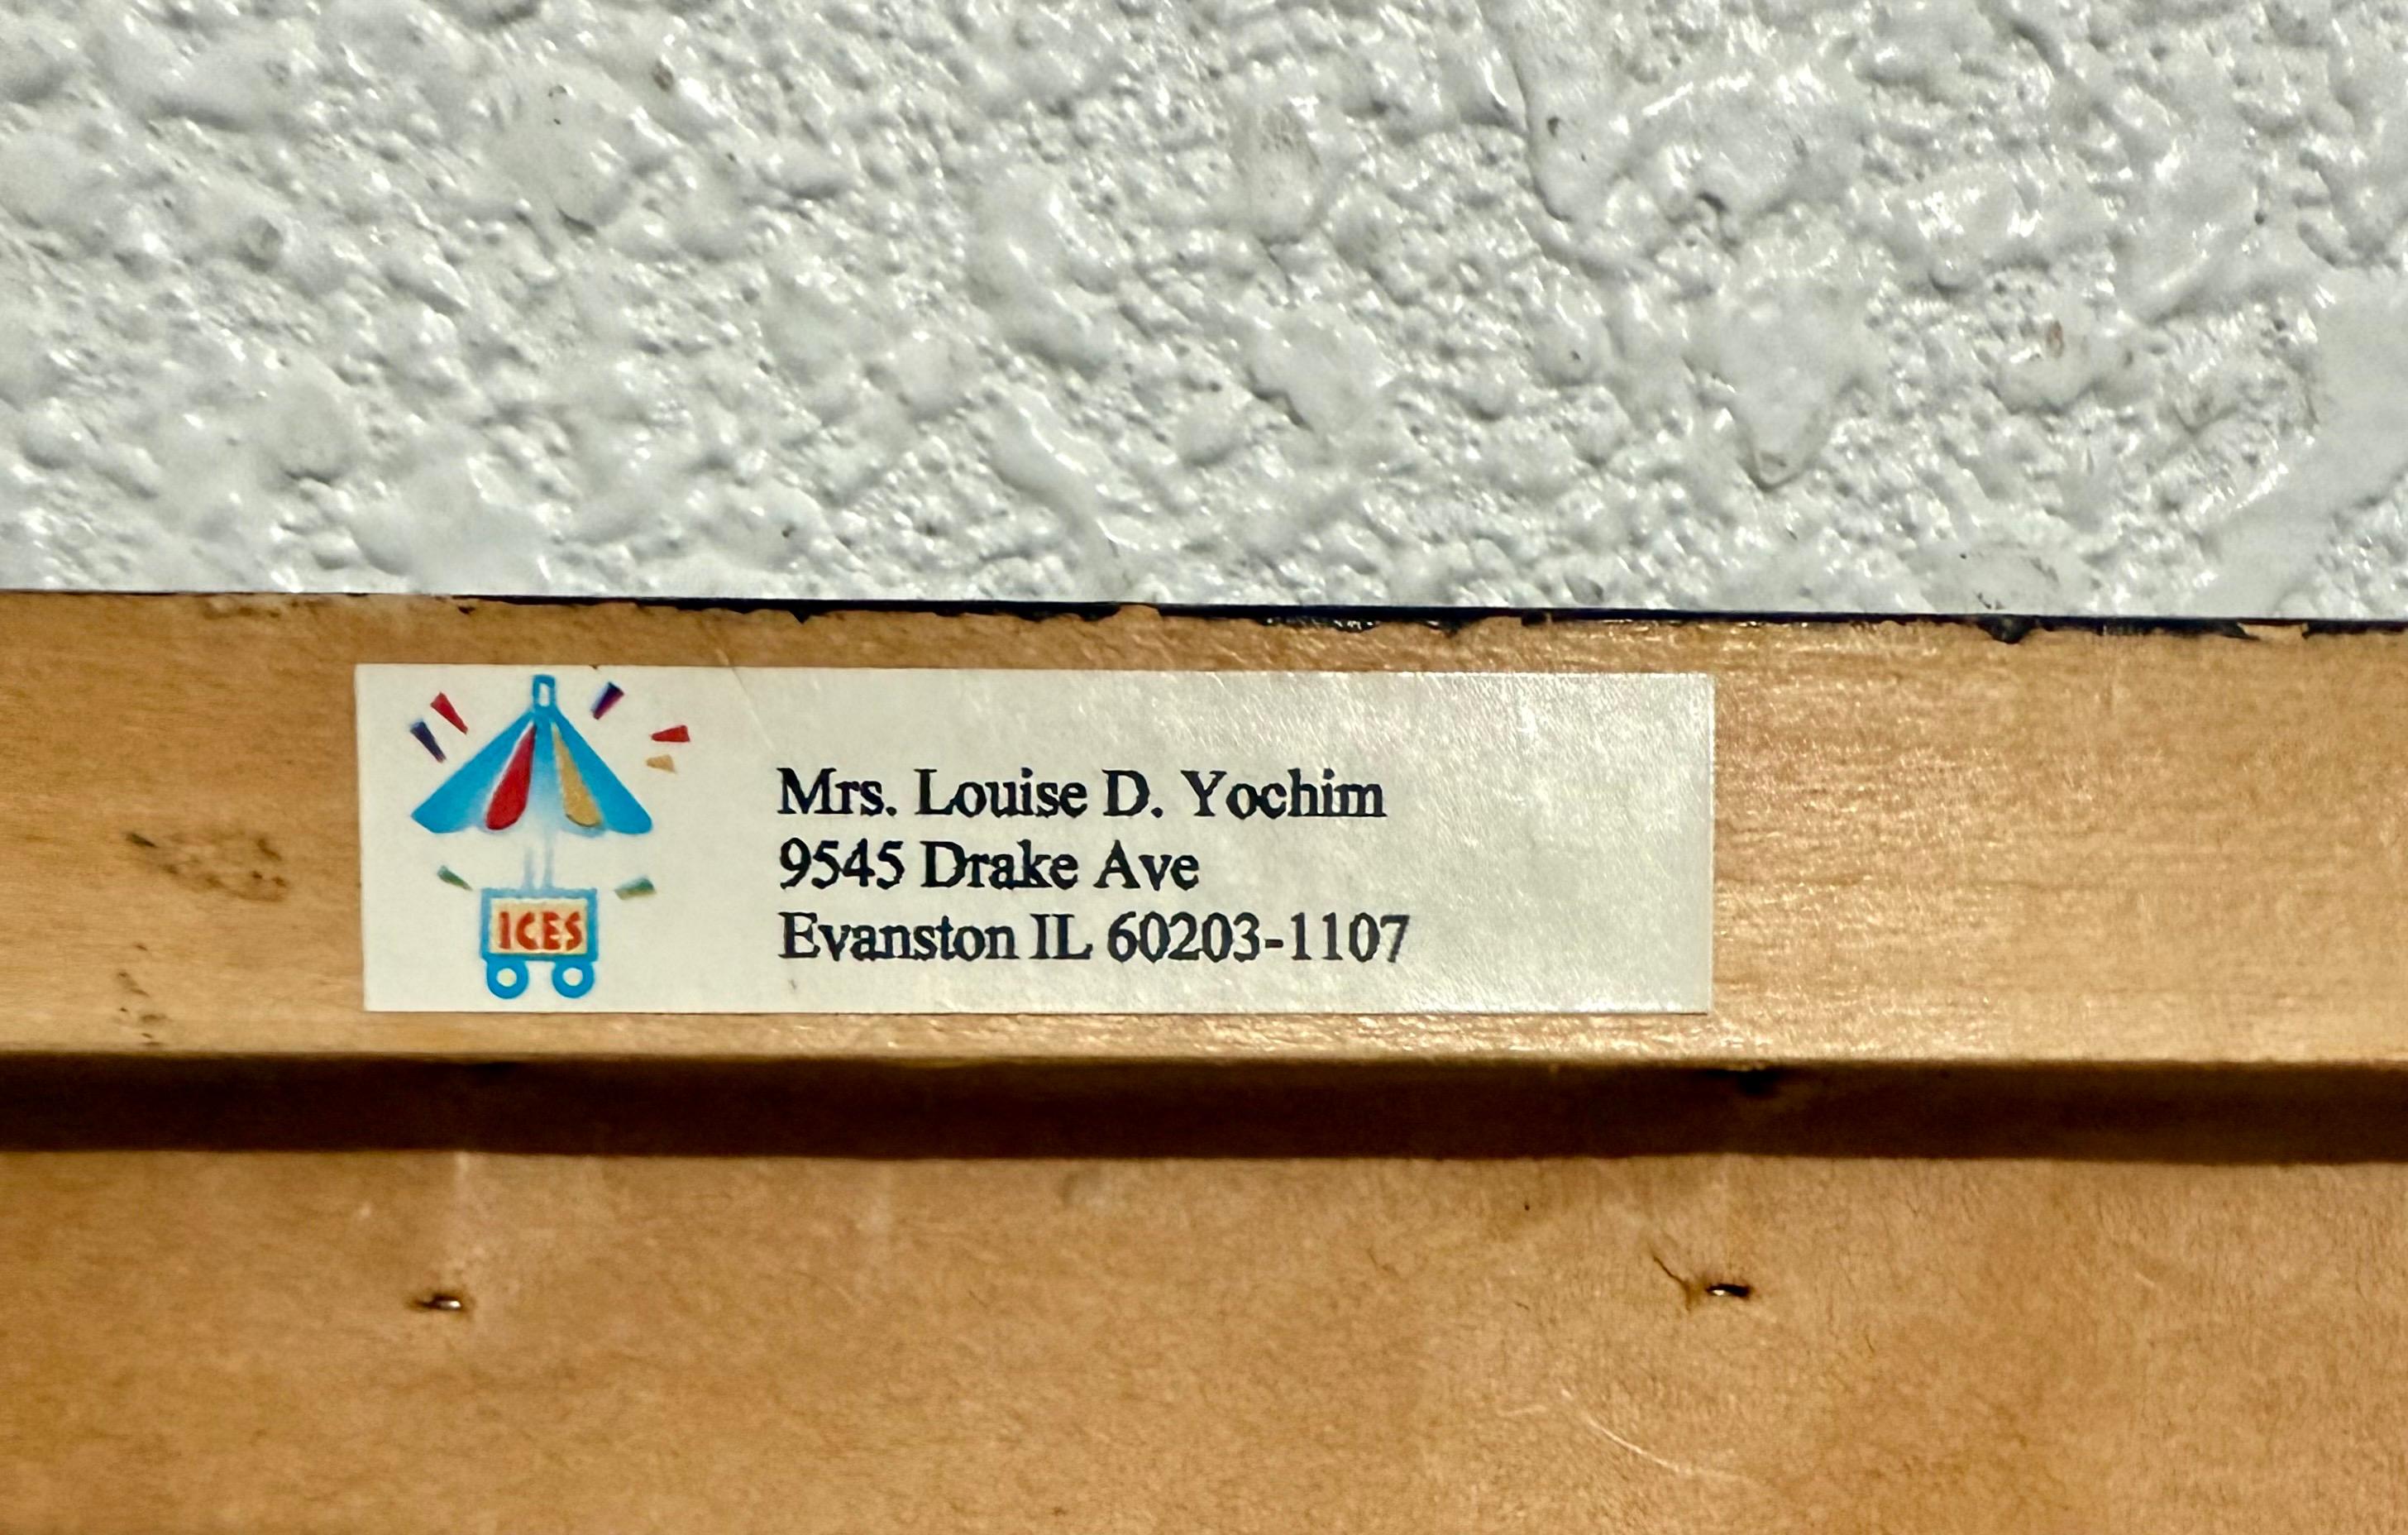 ICES
Mrs. Louise D. Yochim
9545 Drake Ave
Evanston IL 60203-1107